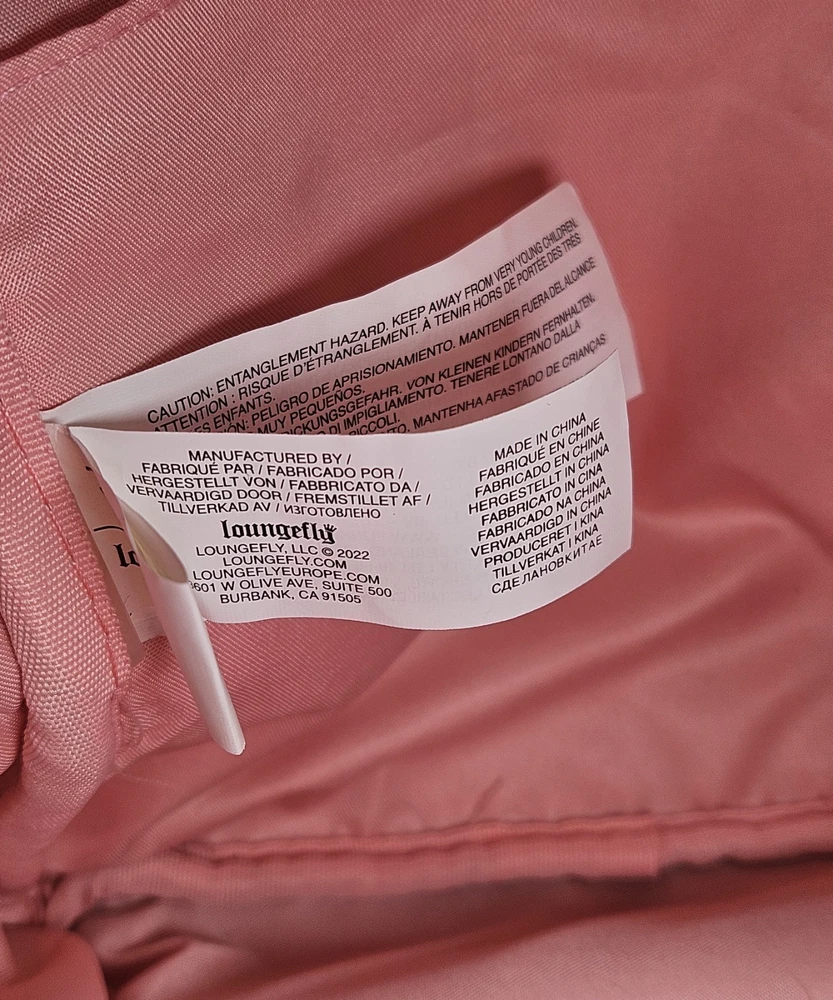 CAUTION: ENTANGLEMENT HAZARD. KEEP AWAY FROM VERY YOUNG CHILDREN.
ATTENTION : RISQUE D'ÉTRANGLEMENT. À TENIR HORS DE PORTÉE DES TRÈS
ENFANTS.
PELIGRO DE APRISIONAMIENTO. MANTENER FUERA DEL ALCANCE
MUY PEQUEÑOS.
VON KLEINEN KINDERN FERNHALTEN.
DI IMPIGLIAMENTO. TENERE LONTANO DALLA
PICCOLI.
MANTENHA AFASTADO DE CRIANÇAS
MANUFACTURED BY /
FABRIQUÉ PAR / FABRICADO POR /
HERGESTELLT VON / FABBRICATO DA /
VERVAARDIGD DOOR / FREMSTILLET AF /
TILLVERKAD AV / ИЗГОТОВЛЕНО
loungefly
LOUNGEFLY, LLC © 2022
LOUNGEFLY.COM
LOUNGEFLYEUROPE.COM
3601 W OLIVE AVE, SUITE 500
BURBANK, CA 91505
MADE IN CHINA
FABRIQUÉ EN CHINE
FABRICADO EN CHINA
HERGESTELLT IN CHINA
FABBRICATO IN CINA
FABRICADO NA CHINA
VERVAARDIGD IN CHINA
PRODUCERET I KINA
TILLVERKAT I KINA
СДЕЛАНОВКИТАЕ